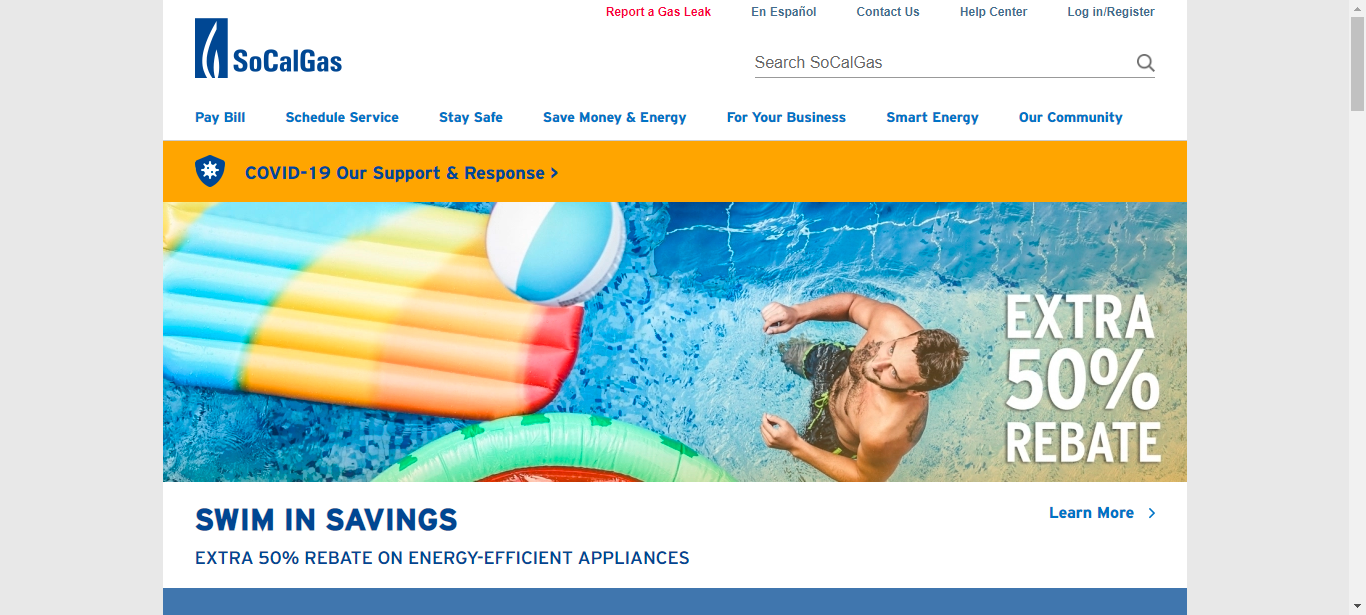 Report a Gas Leak En Español Contact Us Help Center Log in/Register
SoCalGas
Search SoCalGas
Pay Bill Schedule Service Stay Safe Save Money & Energy For Your Business Smart Energy Our Community
COVID-19 Our Support & Response >
EXTRA
50%
REBATE
SWIM IN SAVINGS
Learn More >
EXTRA 50% REBATE ON ENERGY-EFFICIENT APPLIANCES